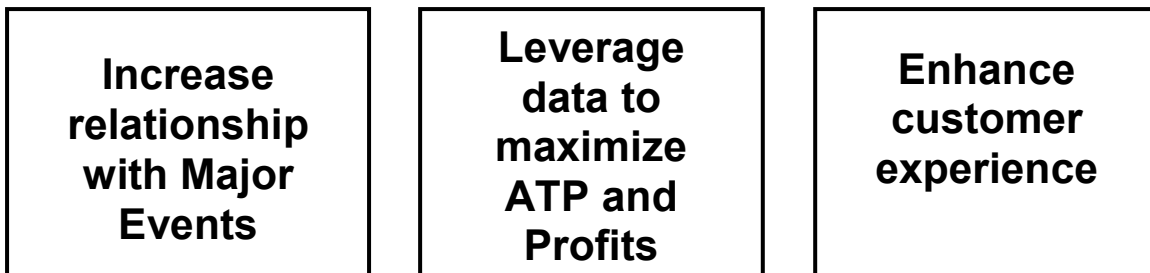 Increase
relationship
with Major
Events
Leverage
data to
maximize
ATP and
Profits
Enhance
customer
experience